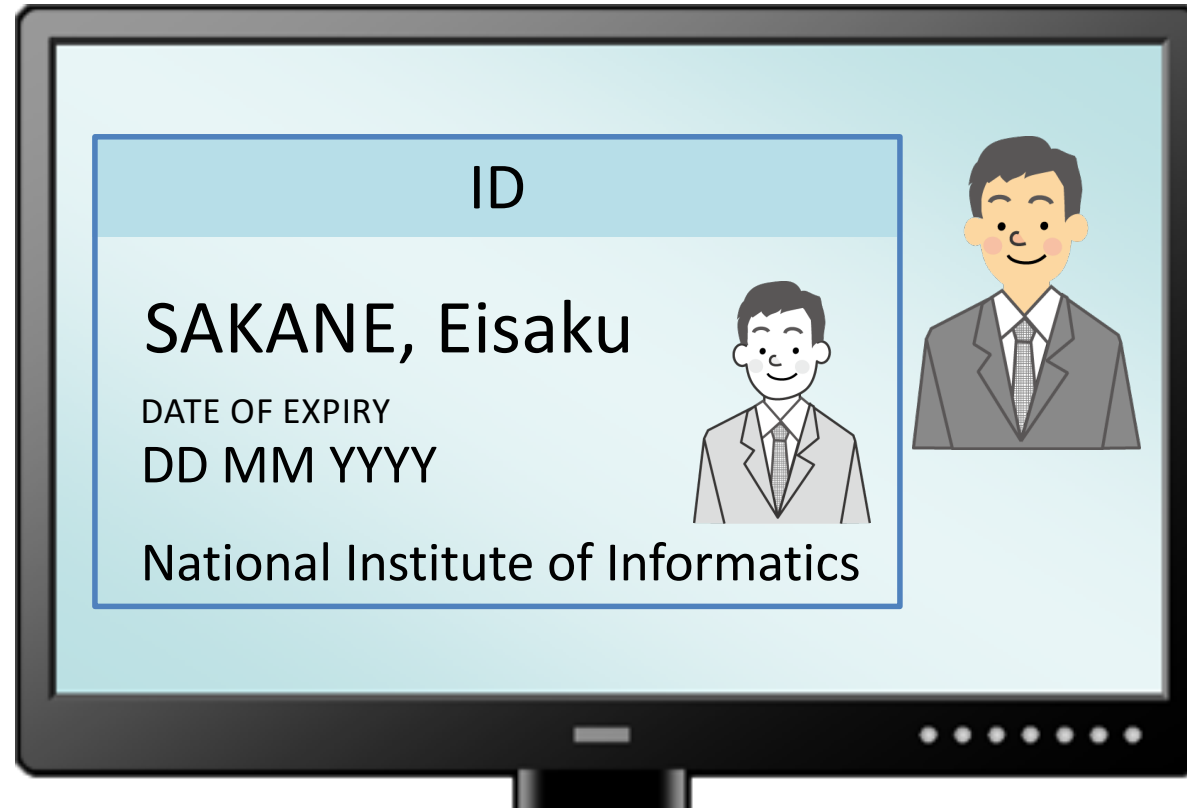 ID
SAKANE, Eisaku
DATE OF EXPIRY
DD MM YYYY
National Institute of Informatics